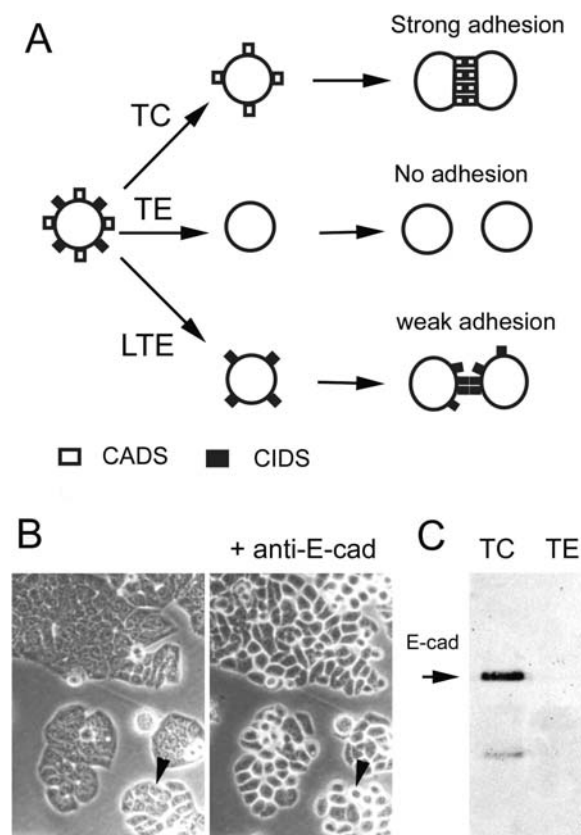 A
Strong adhesion
TC
No adhesion
TE
weak adhesion
LTE
CADS CIDS
B + anti-E-cad
C TC TE
E-cad